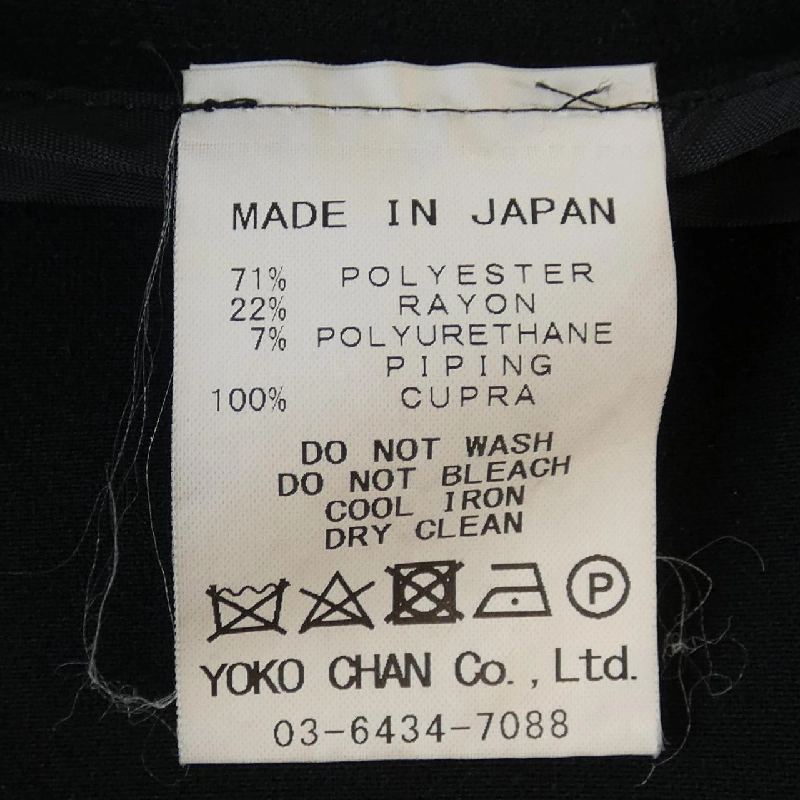 MADE IN JAPAN
71% POLYESTER
22% RAYON
7% POLYURETHANE
PIPING
100% CUPRA
DO NOT WASH
DO NOT BLEACH
COOL IRON
DRY CLEAN
P
YOKO CHAN Co., Ltd.
03-6434-7088